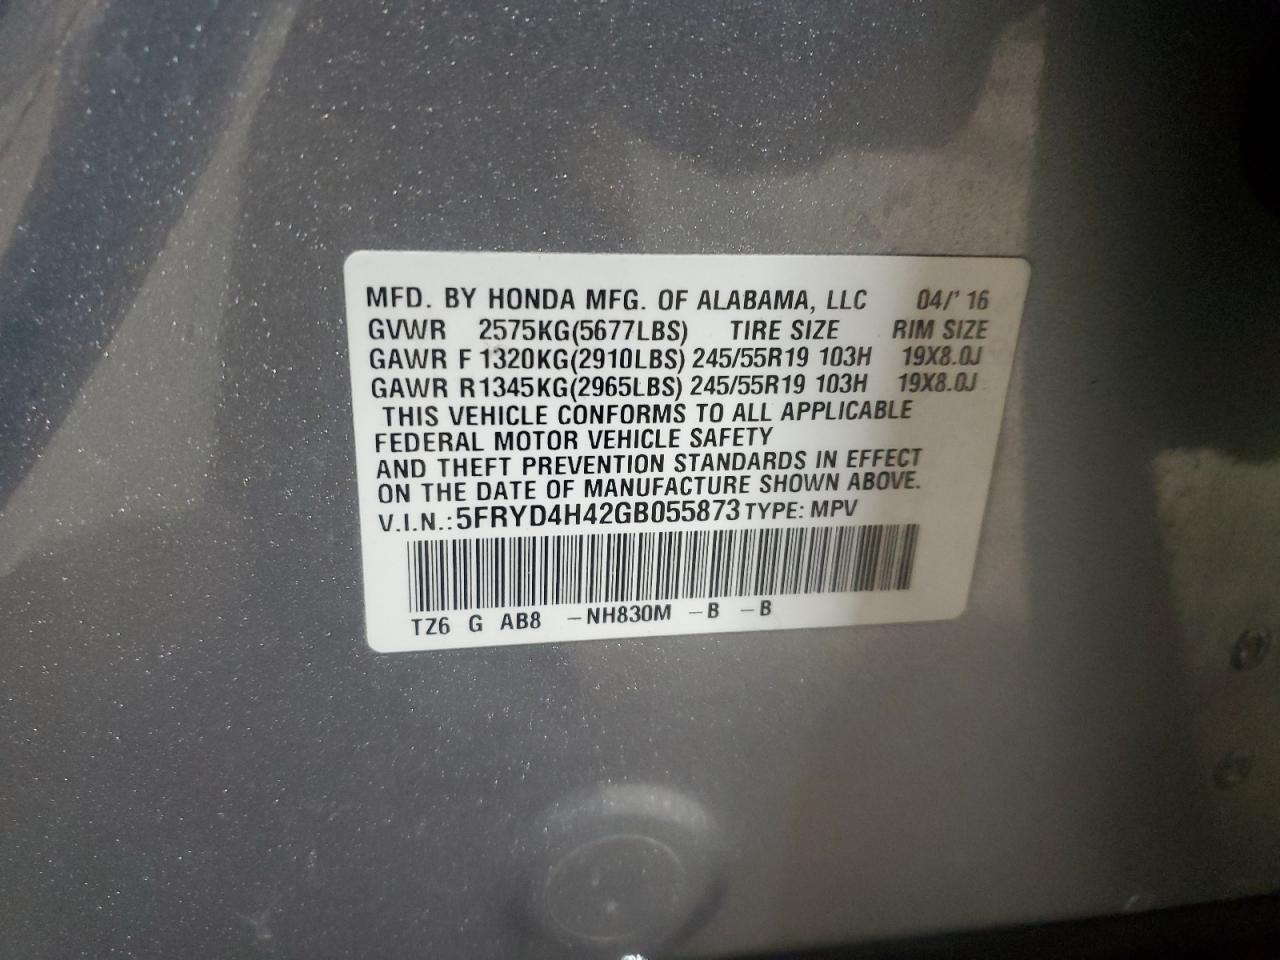 MFD. BY HONDA MFG. OF ALABAMA, LLC 04/' 16
GVWR 2575KG(5677LBS) TIRE SIZE RIM SIZE
GAWR F 1320KG(2910LBS) 245/55R19 103H 19X8.0J
GAWR R1345KG(2965LBS) 245/55R19 103H 19X8.0J
THIS VEHICLE CONFORMS TO ALL APPLICABLE
FEDERAL MOTOR VEHICLE SAFETY
AND THEFT PREVENTION STANDARDS IN EFFECT
ON THE DATE OF MANUFACTURE SHOWN ABOVE.
V.I.N.:5FRYD4H42GB055873 TYPE: MPV
TZ6 G AB8 –NH830M –B –B